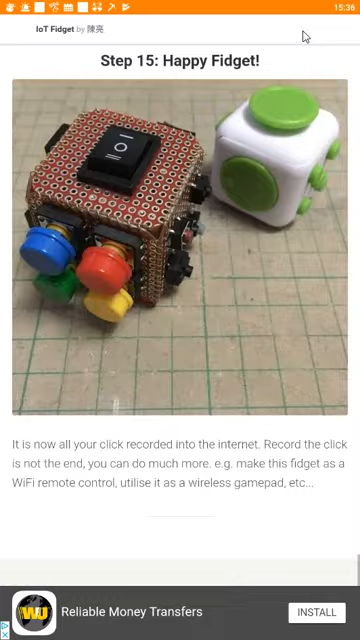 15:36
IoT Fidget by 陳亮
Step 15: Happy Fidget!
It is now all your click recorded into the internet. Record the click
is not the end, you can do much more. e.g. make this fidget as a
WiFi remote control, utilise it as a wireless gamepad, etc...
WU
Reliable Money Transfers
INSTALL